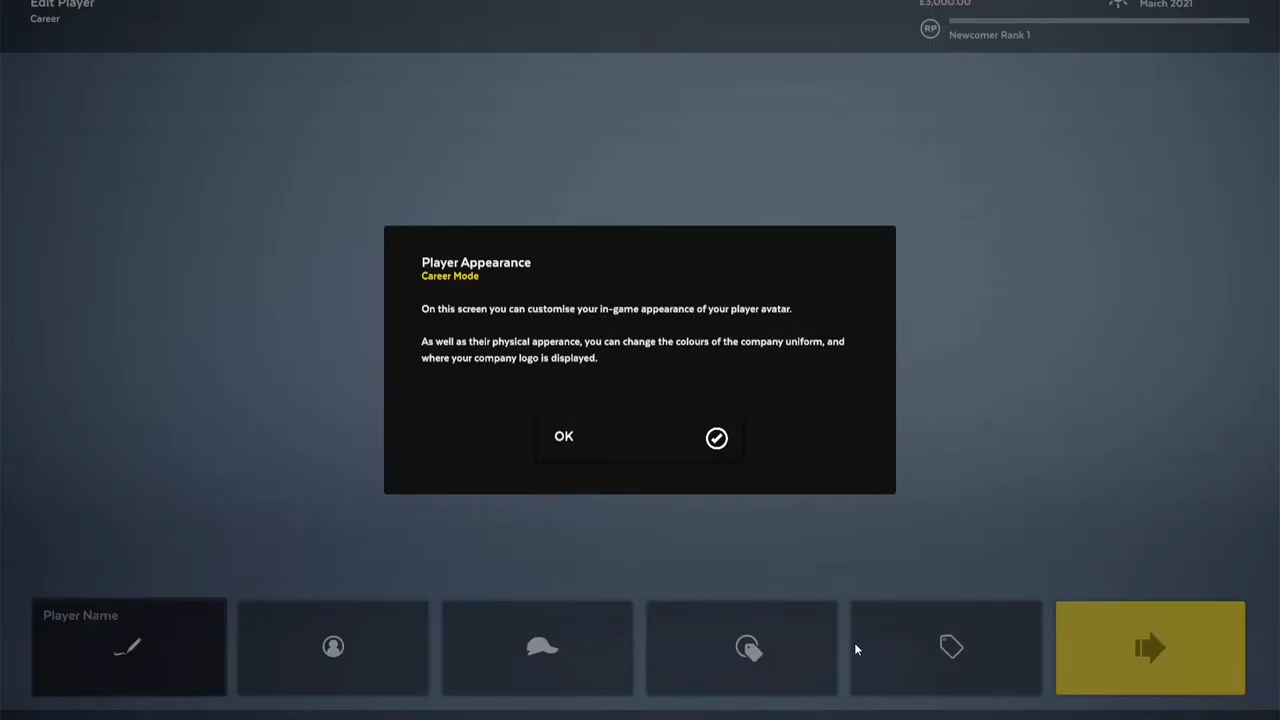 Edit Player
Career
£3,000.00
March 2021
RP
Newcomer Rank 1
Player Appearance
Career Mode
On this screen you can customise your in-game appearance of your player avatar.
As well as their physical apperance, you can change the colours of the company uniform, and
where your company logo is displayed.
OK
Player Name